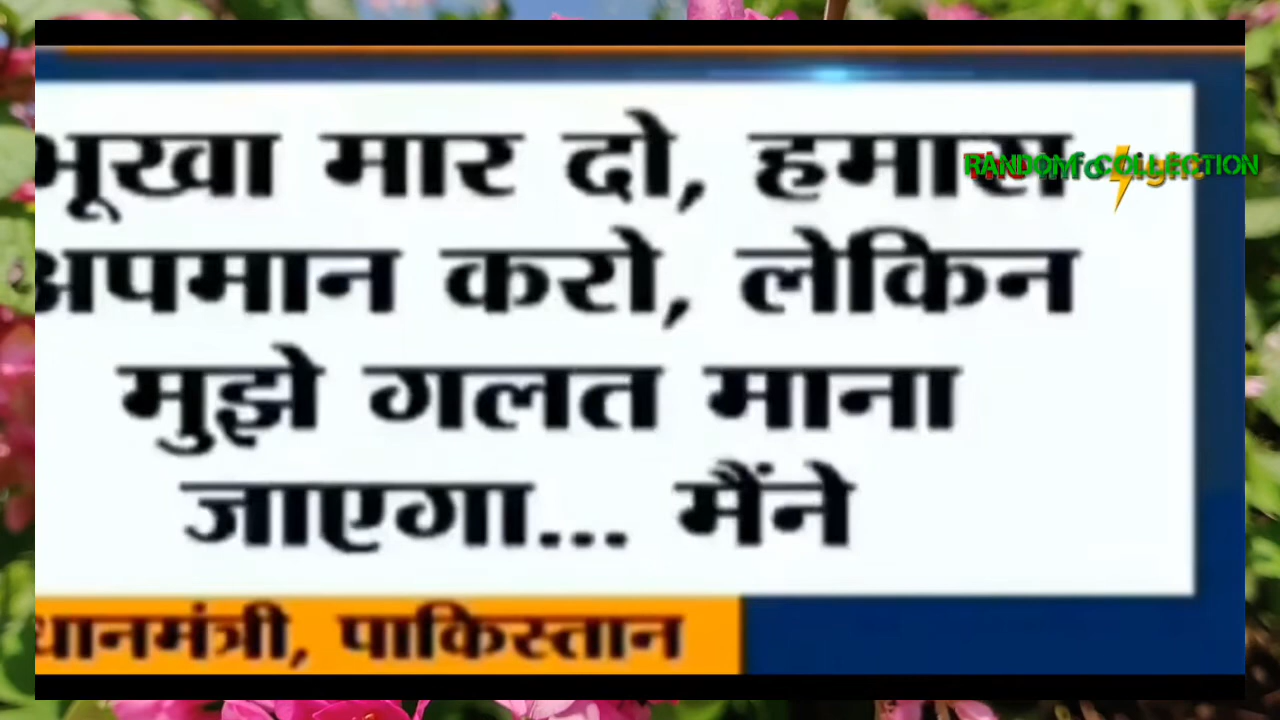 भूखा मार दो, हमास
अपमान करो, लेकिन
मुझे गलत माना
जाएगा... मैंने
धानमंत्री, पाकिस्तान
RANDOM COLLECTION